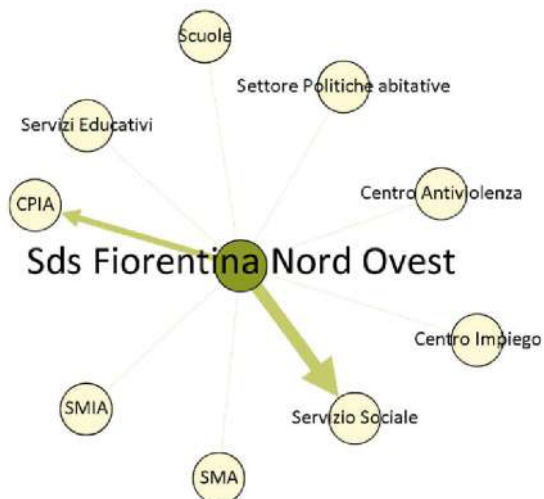 Scuole
Settore Politiche abitative
Servizi Educativi
Centro Antiviolenza
CPIA
Sds Fiorentina Nord Ovest
Centro Impiego
SMIA
Servizio Sociale
SMA